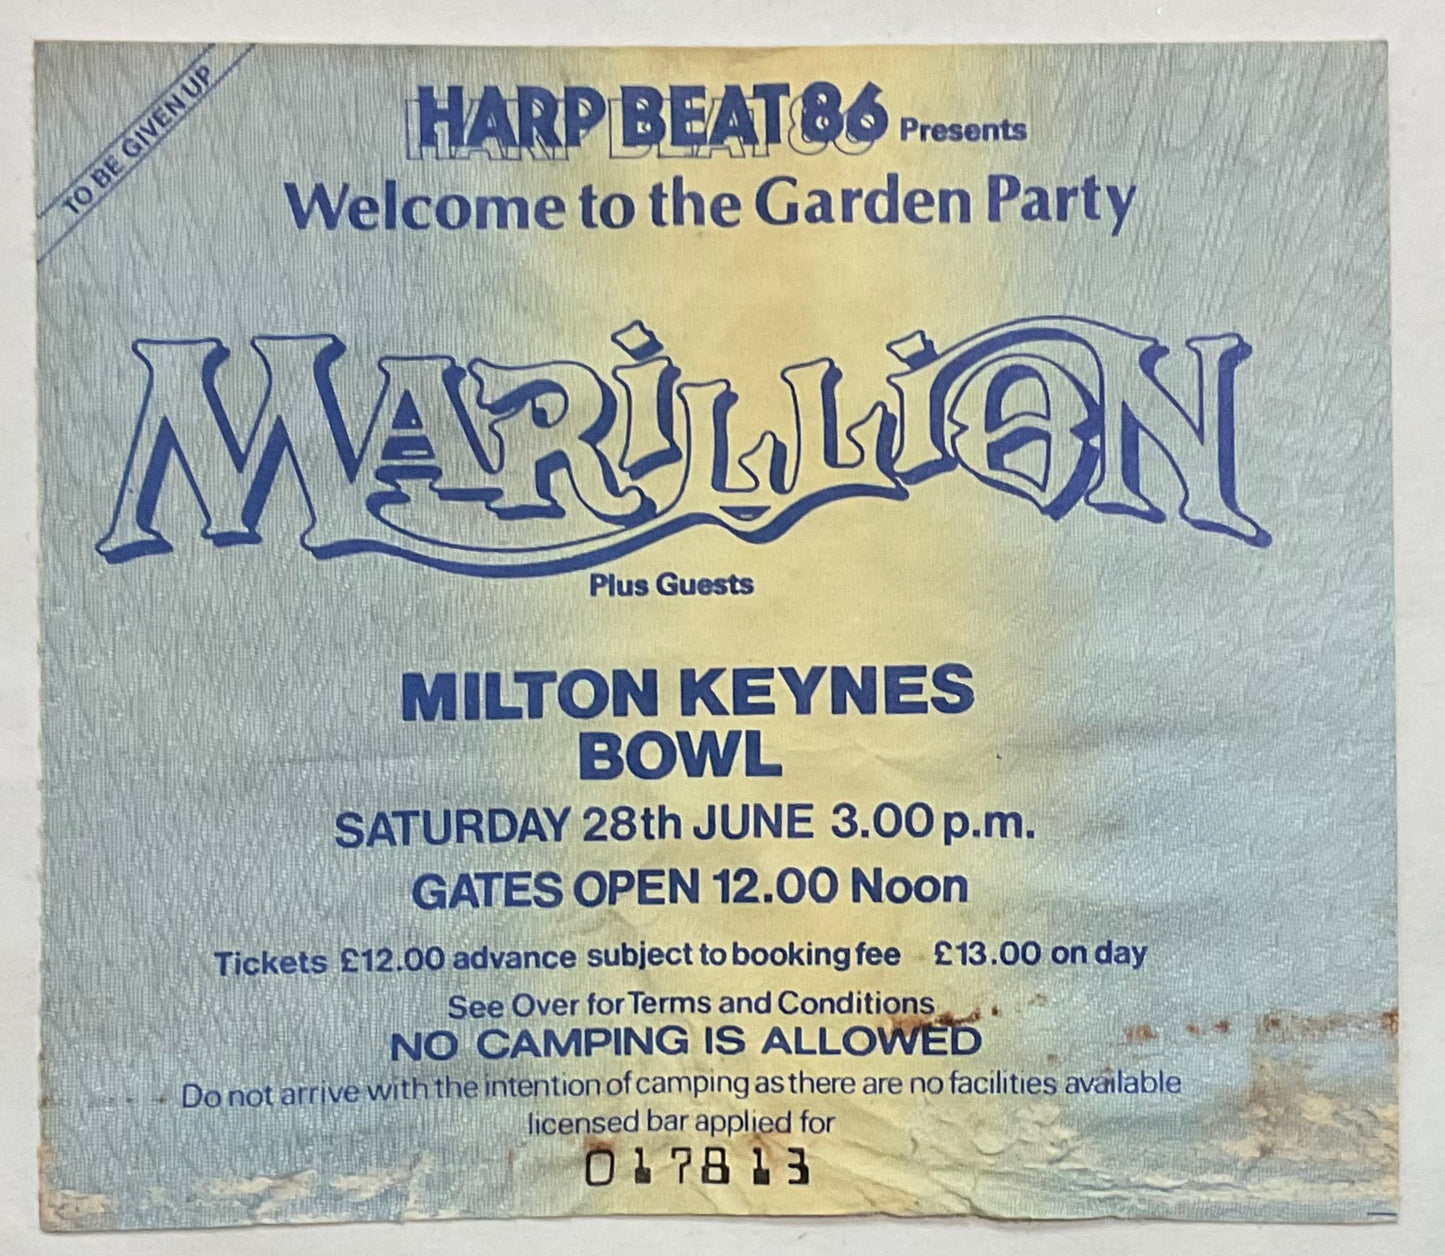 TO BE GIVEN UP
HARP BEAT 86 Presents
Welcome to the Garden Party
MARiLLiON
Plus Guests
MILTON KEYNES
BOWL
SATURDAY 28th JUNE 3.00 p.m.
GATES OPEN 12.00 Noon
Tickets £12.00 advance subject to booking fee £13.00 on day
See Over for Terms and Conditions
NO CAMPING IS ALLOWED
Do not arrive with the intention of camping as there are no facilities available
licensed bar applied for
017813